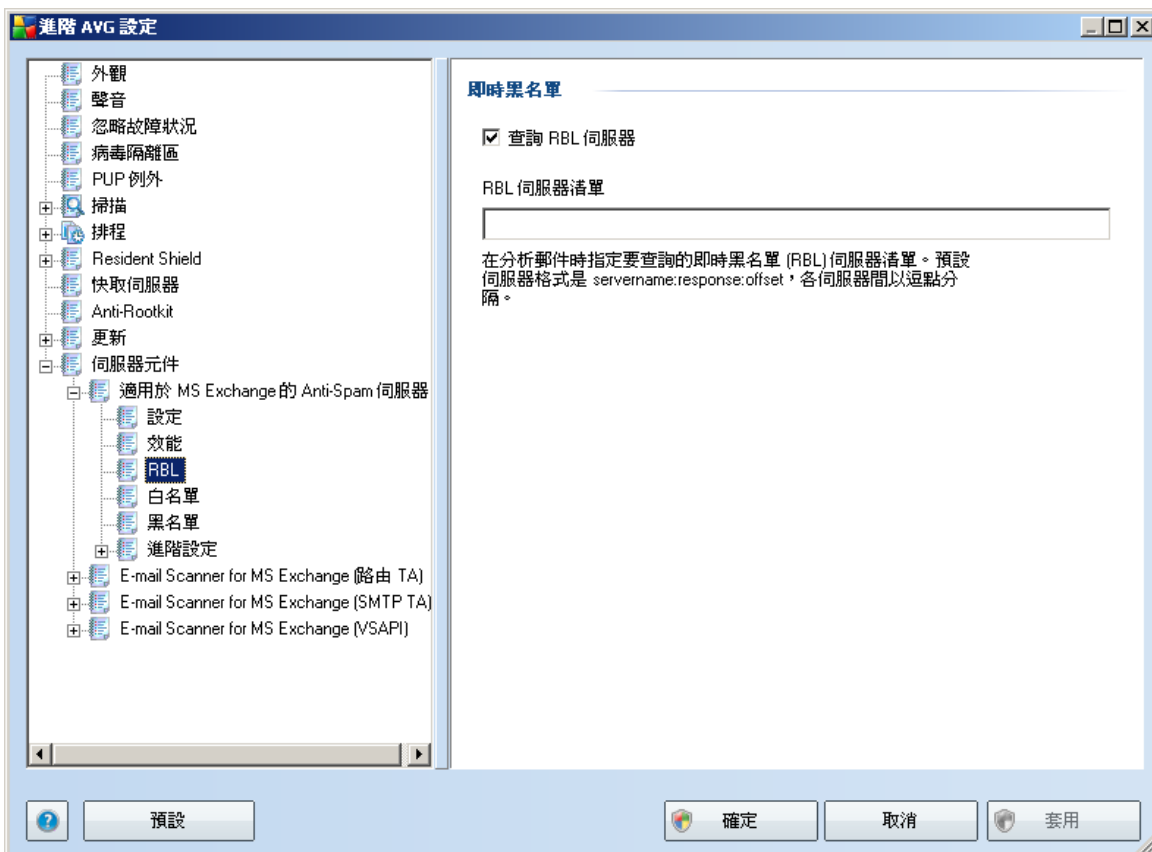 進階 AVG 設定
外觀
聲音
忽略故障狀況
病毒隔離區
PUP 例外
掃描
排程
Resident Shield
快取伺服器
Anti-Rootkit
更新
伺服器元件
適用於 MS Exchange 的 Anti-Spam 伺服器
設定
效能
RBL
白名單
黑名單
進階設定
E-mail Scanner for MS Exchange (路由 TA)
E-mail Scanner for MS Exchange (SMTP TA)
E-mail Scanner for MS Exchange (VSAPI)
即時黑名單
查詢 RBL 伺服器
RBL 伺服器清單
在分析郵件時指定要查詢的即時黑名單 (RBL) 伺服器清單。預設
伺服器格式是 servername:response:offset,各伺服器間以逗點分
隔。
預設
確定
取消
套用